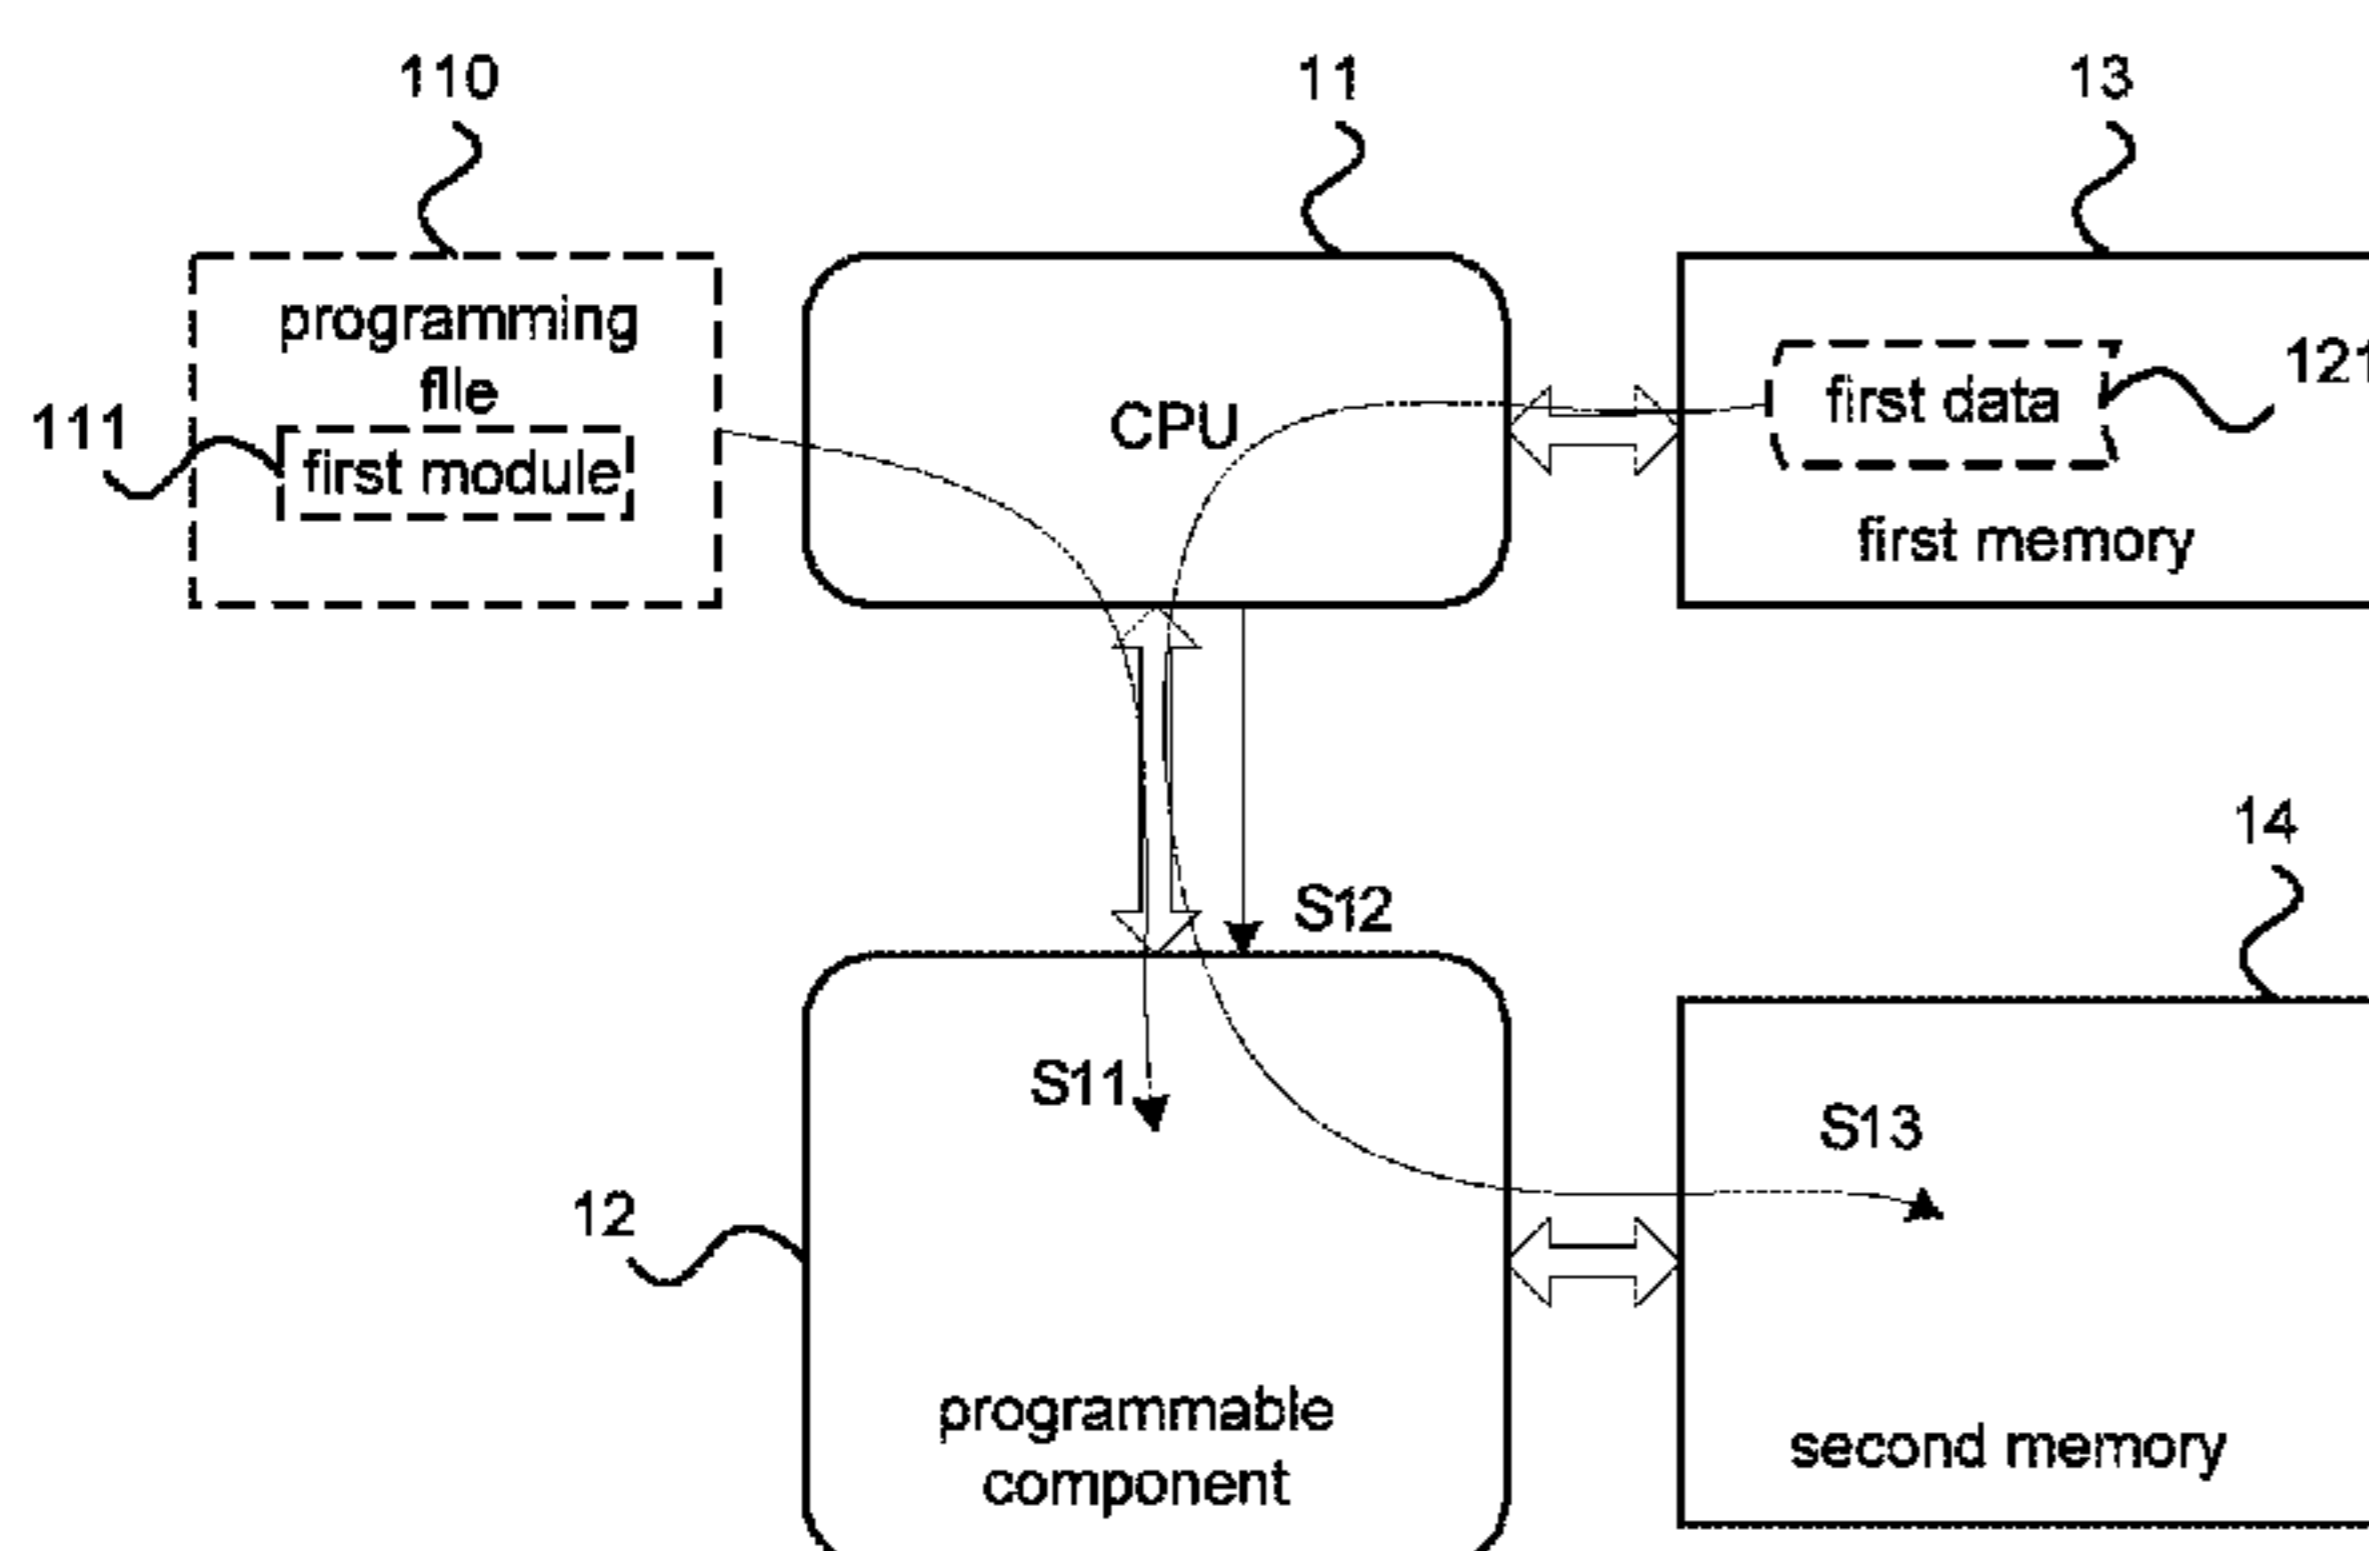 110
11
13
programming
file
111
first module
CPU
first data
121
first memory
14
S12
S11
S13
12
programmable
component
second memory